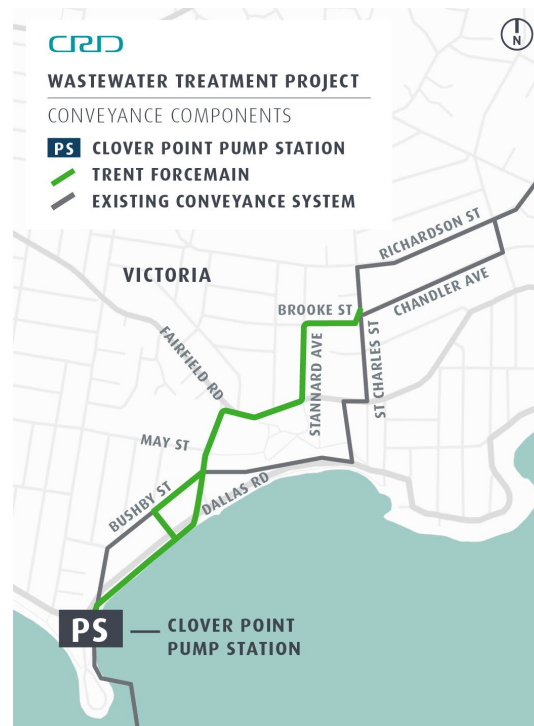 CRD
N
WASTEWATER TREATMENT PROJECT
CONVEYANCE COMPONENTS
PS CLOVER POINT PUMP STATION
TRENT FORCEMAIN
EXISTING CONVEYANCE SYSTEM
RICHARDSON ST
VICTORIA
CHANDLER AVE
BROOKE ST
FAIRFIELD RD
STANNARD AVE
ST CHARLES ST
MAY ST
BUSHBY ST
DALLAS RD
PS
CLOVER POINT
PUMP STATION